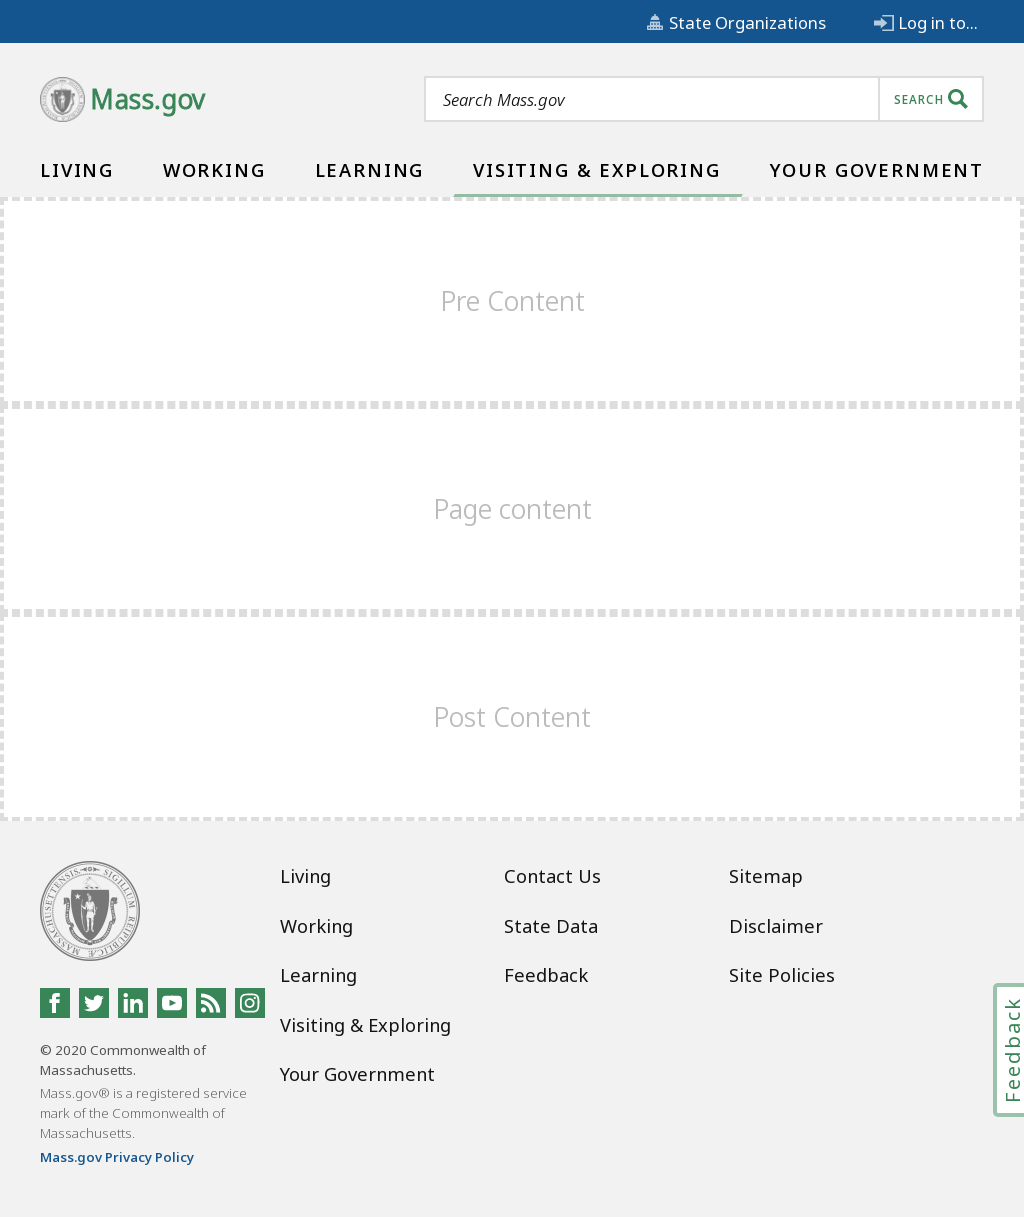 State Organizations Log in to...
Mass.gov Search Mass.gov SEARCH
LIVING WORKING LEARNING VISITING & EXPLORING YOUR GOVERNMENT
Pre Content
Page content
Post Content
SIGILLUM REIPUBLICÆ MASSACHUSETTENSIS
Living
Working
Learning
Visiting & Exploring
Your Government
Contact Us
State Data
Feedback
Sitemap
Disclaimer
Site Policies
© 2020 Commonwealth of
Massachusetts.
Mass.gov® is a registered service
mark of the Commonwealth of
Massachusetts.
Mass.gov Privacy Policy
Feedback